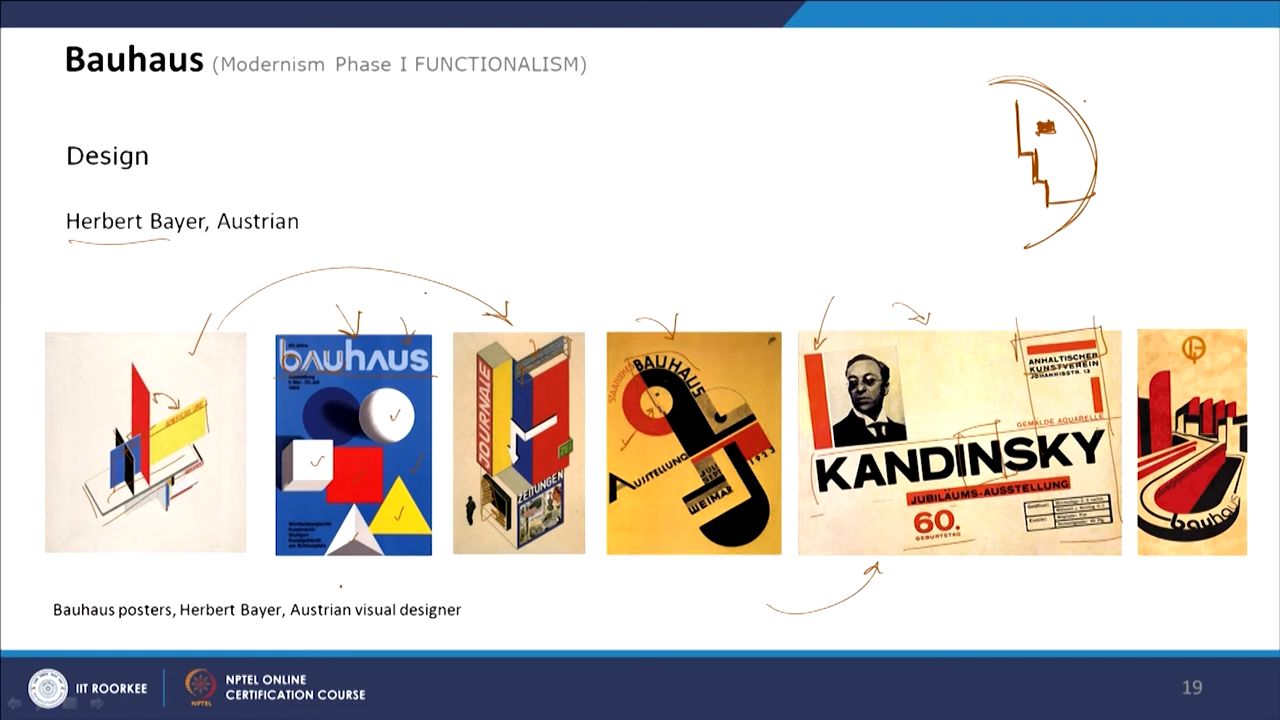 Bauhaus (Modernism Phase I FUNCTIONALISM)
Design
Herbert Bayer, Austrian
bauhaus
JOURNALE
ZEITUNGEN
STAATLICHES
BAUHAUS
AUSSTELLUNG
WEIMAR
1923
ANHALTISCHER
KUNSTVEREIN
JOHANNISSTR. 13
GEMÄLDE AQUARELLE
KANDINSKY
JUBILÄUMS-AUSSTELLUNG
60.
GEBURTSTAG
bauhaus
Bauhaus posters, Herbert Bayer, Austrian visual designer
IIT ROORKEE
NPTEL
NPTEL ONLINE
CERTIFICATION COURSE
19